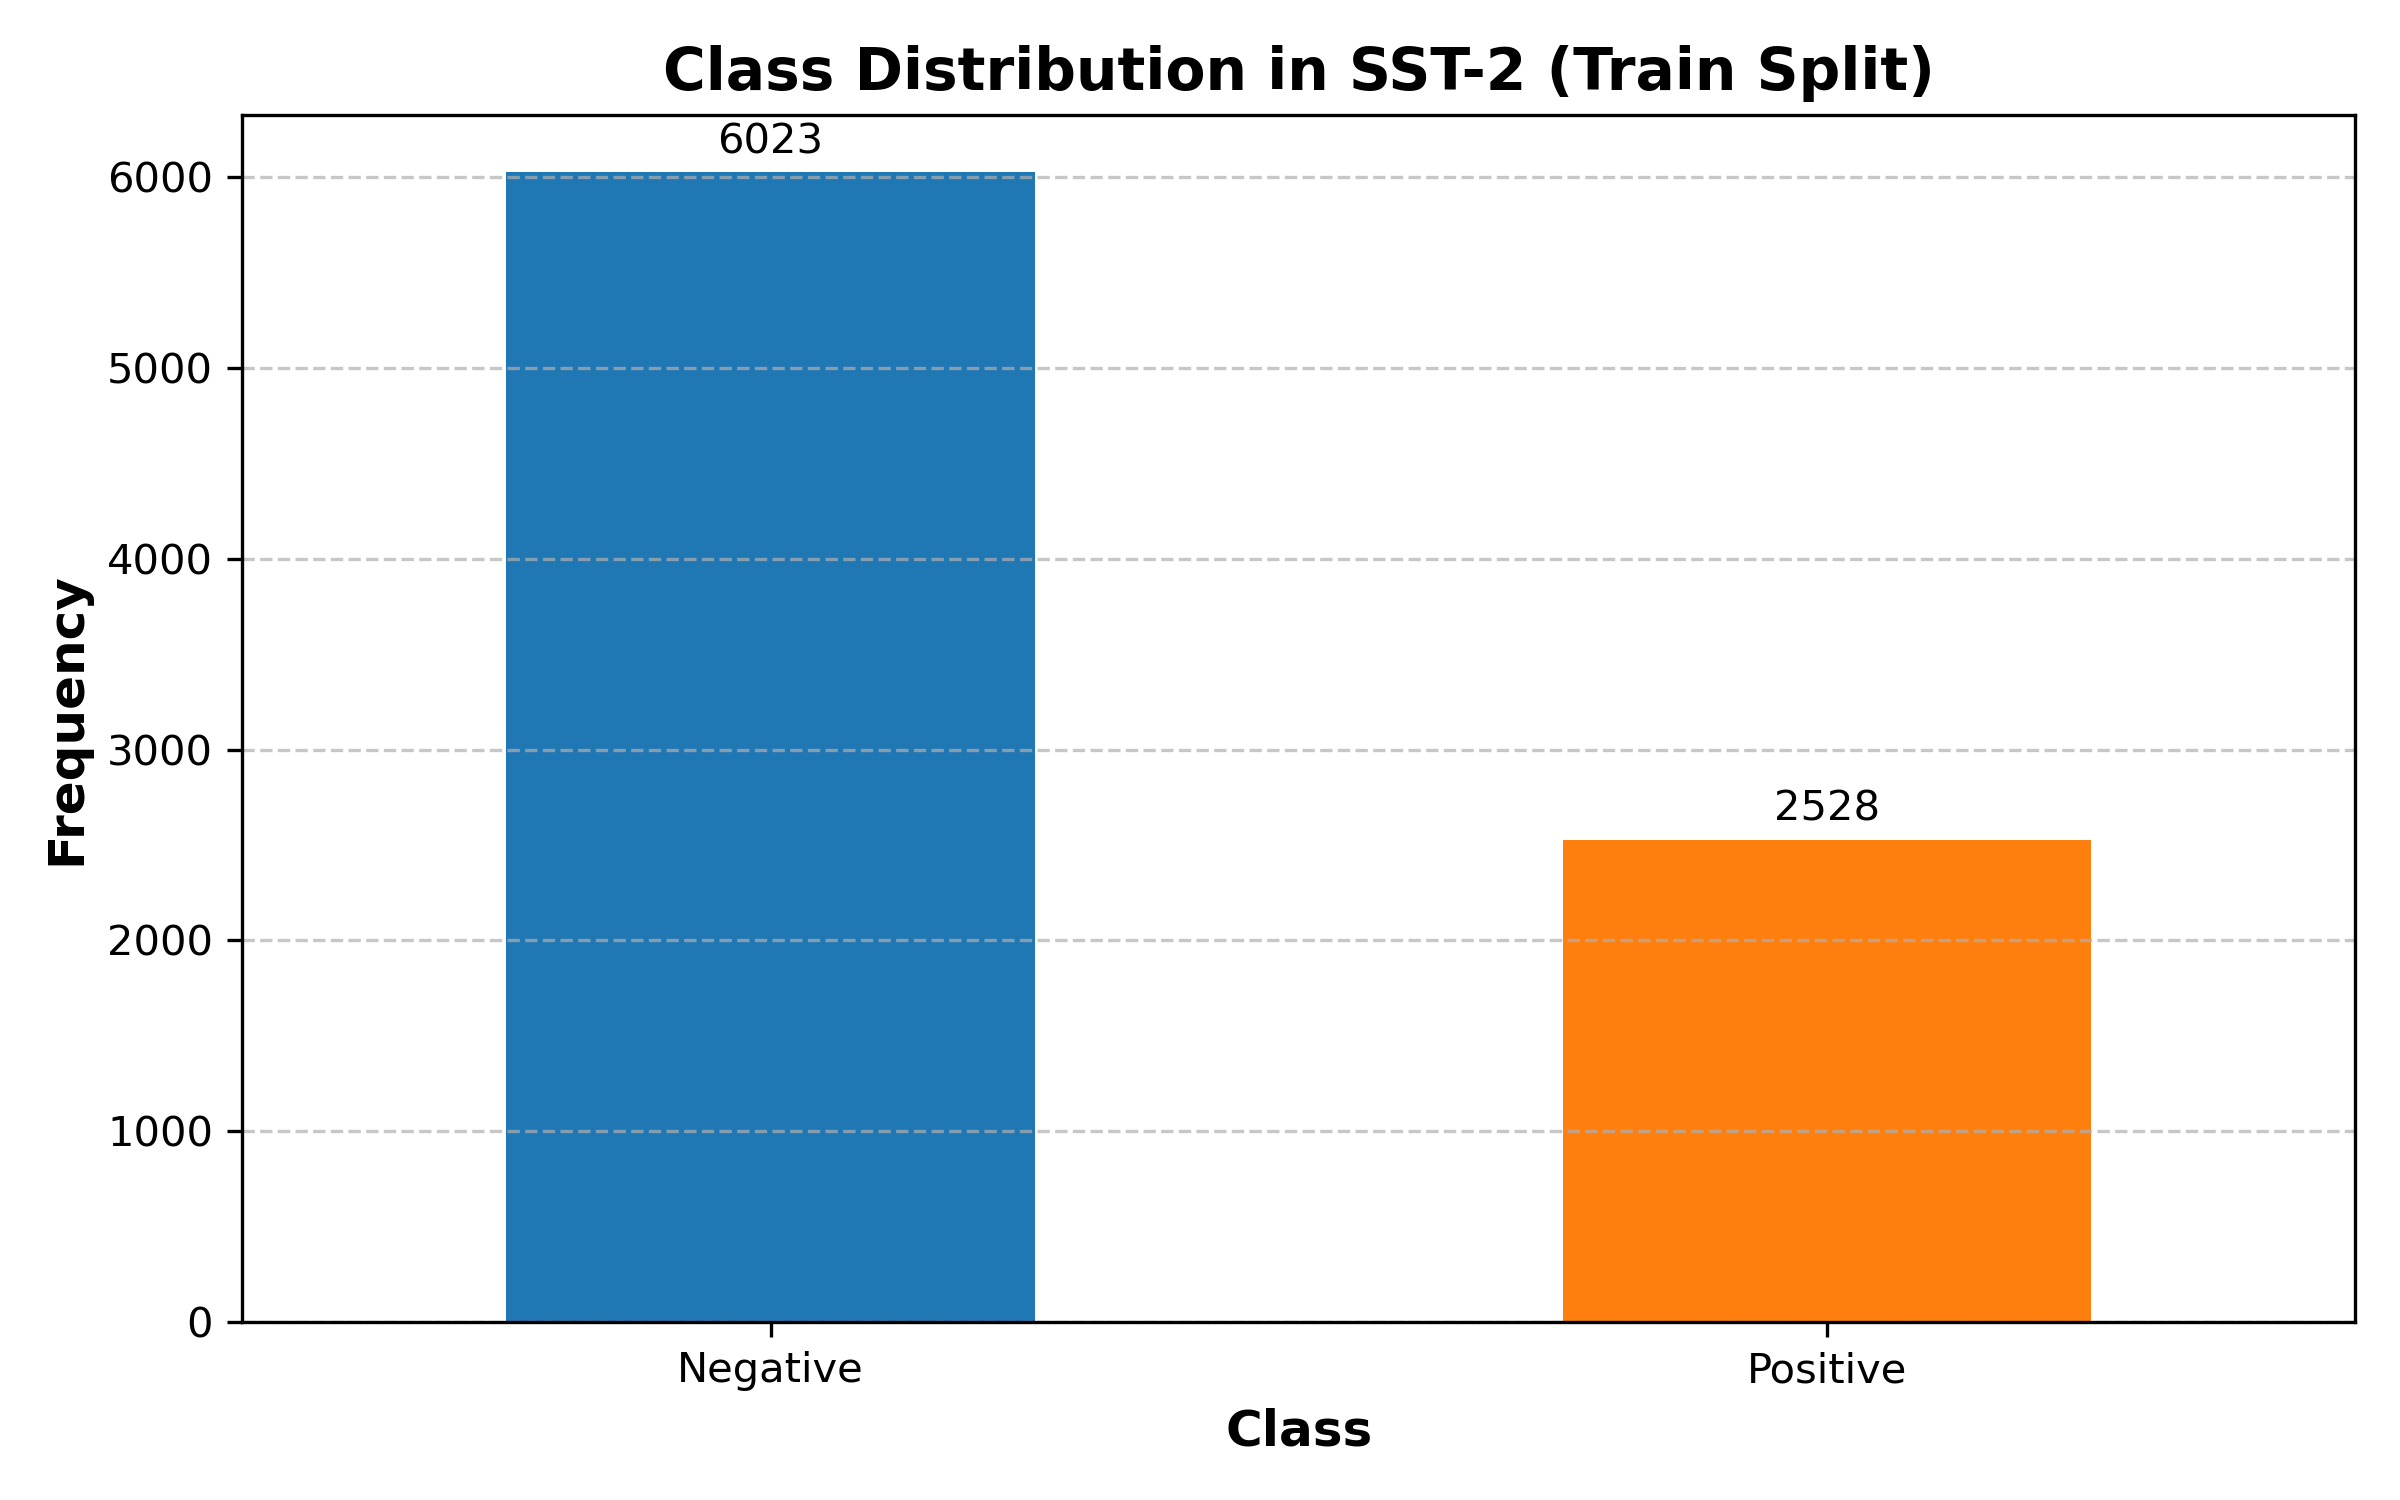 Class Distribution in SST-2 (Train Split)
6023
6000
5000
4000
3000
2528
2000
1000
0
Frequency
Negative
Positive
Class